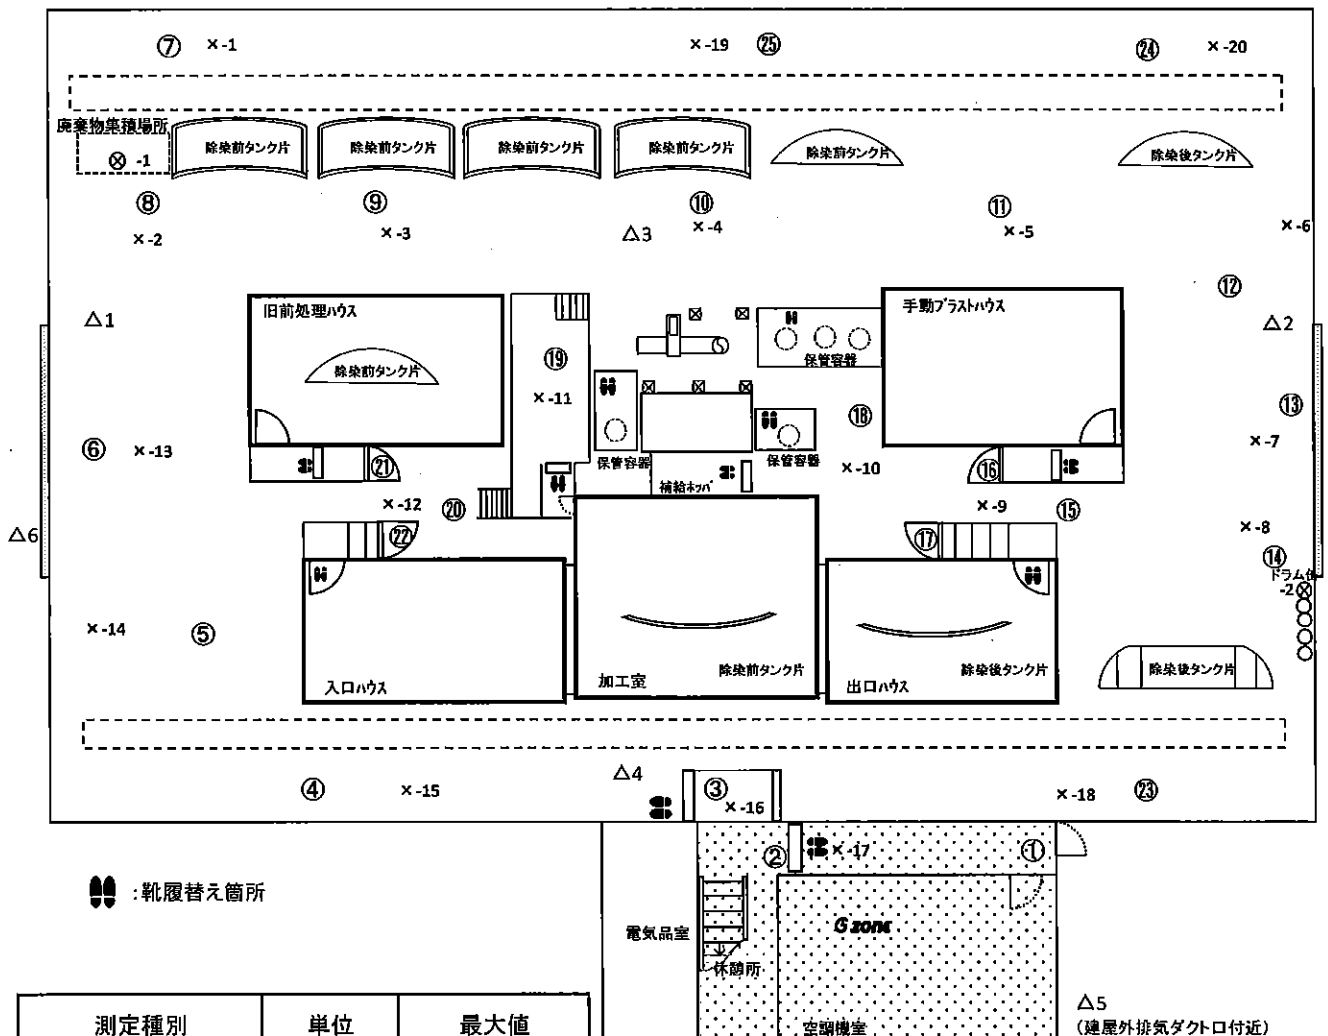 ⑦ ×-1 ×-19 ㉕ ㉔ ×-20
廃棄物集積場所
⊗ -1 除染前タンク片 除染前タンク片 除染前タンク片 除染前タンク片 除染前タンク片 除染後タンク片
⑧ ⑨ ⑩ ⑪
×-2 ×-3 △3 ×-4 ×-5 ×-6
⑫
旧前処理ハウス 手動ブラストハウス
△1 △2
⑲ 保管容器
除染前タンク片
×-11 ⑱ ⑬
⑥ ×-13 ×-7
㉑ 保管容器 保管容器 ×-10 ⑯
補給ホッパ
×-12 ⑳ ×-9 ⑮
△6 ㉒ ⑰ ×-8
⑭
ドラム缶
-2
×-14 ⑤
除染前タンク片 除染後タンク片 除染後タンク片
入口ハウス 加工室 出口ハウス
△4
④ ×-15 ③ ×-16 ×-18 ㉓
② ×-17 ①
:靴履替え箇所
電気品室 G ZONE
休憩所
△5
測定種別 単位 最大値 空調機室 (建屋外排気ダクト口付近)